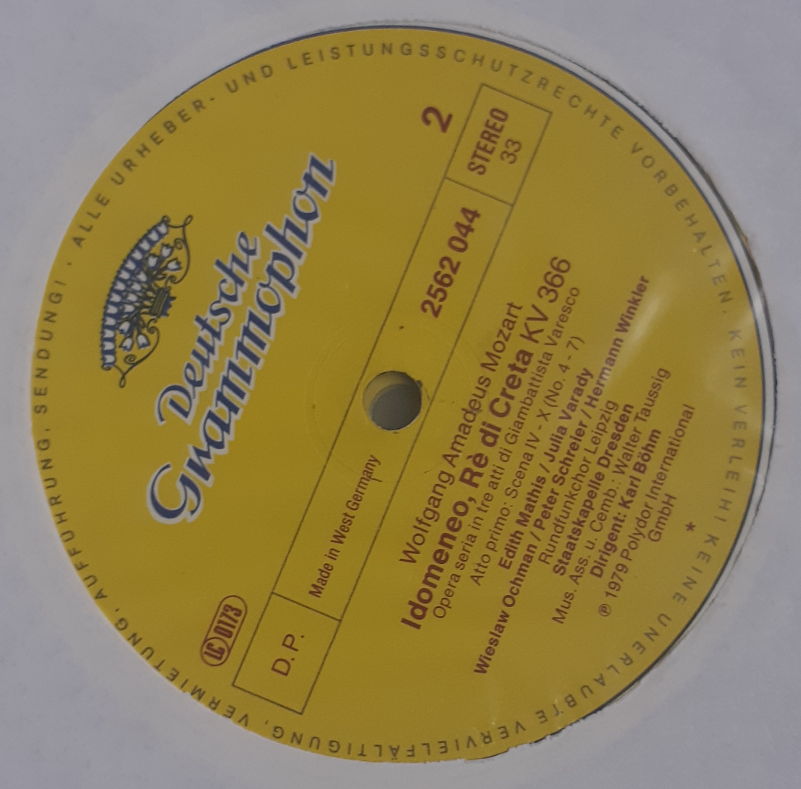 Deutsche
Grammophon
LC 0173
2
D.P.
Made in West Germany
2562 044
STEREO
33
Wolfgang Amadeus Mozart
Idomeneo, Rè di Creta KV 366
Opera seria in tre atti di Giambattista Varesco
Atto primo: Scena IV - X (No. 4 - 7)
Edith Mathis / Julia Varady
Wieslaw Ochman / Peter Schreier / Hermann Winkler
Rundfunkchor Leipzig
Staatskapelle Dresden
Mus. Ass. u. Cemb.: Walter Taussig
Dirigent: Karl Böhm
℗ 1979 Polydor International
GmbH
*
ALLE URHEBER- UND LEISTUNGSSCHUTZRECHTE VORBEHALTEN. KEIN VERLEIH! KEINE UNERLAUBTE VERVIELFÄLTIGUNG, VERMIETUNG, AUFFÜHRUNG, SENDUNG! ·